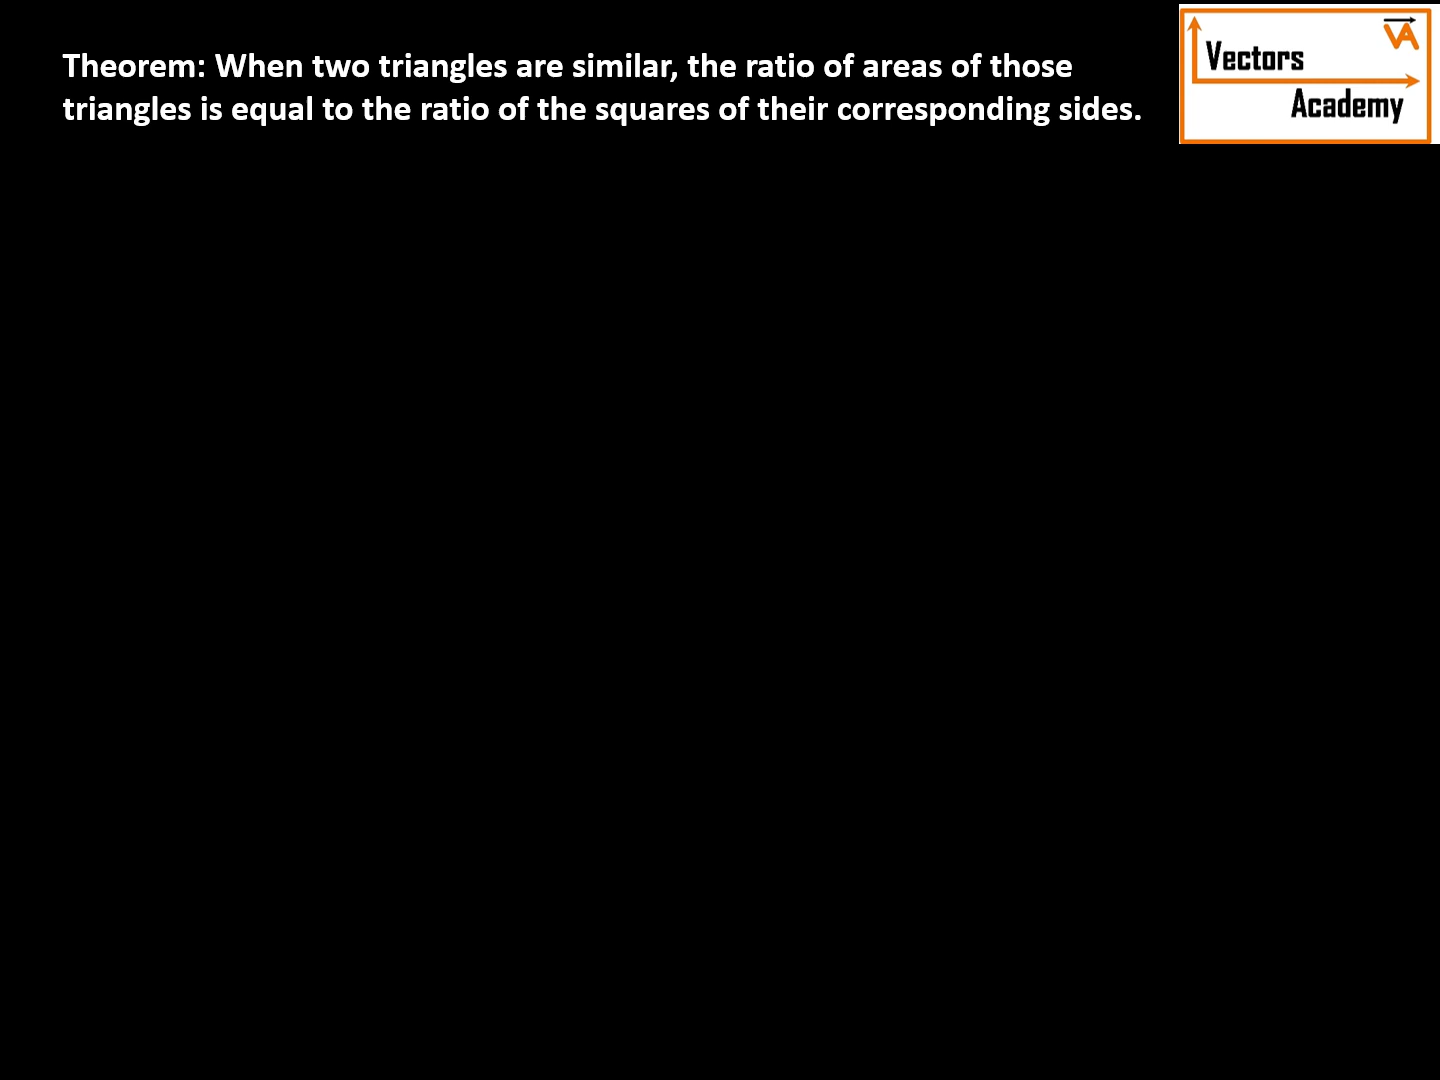 Theorem: When two triangles are similar, the ratio of areas of those
triangles is equal to the ratio of the squares of their corresponding sides.
VA
Vectors
Academy